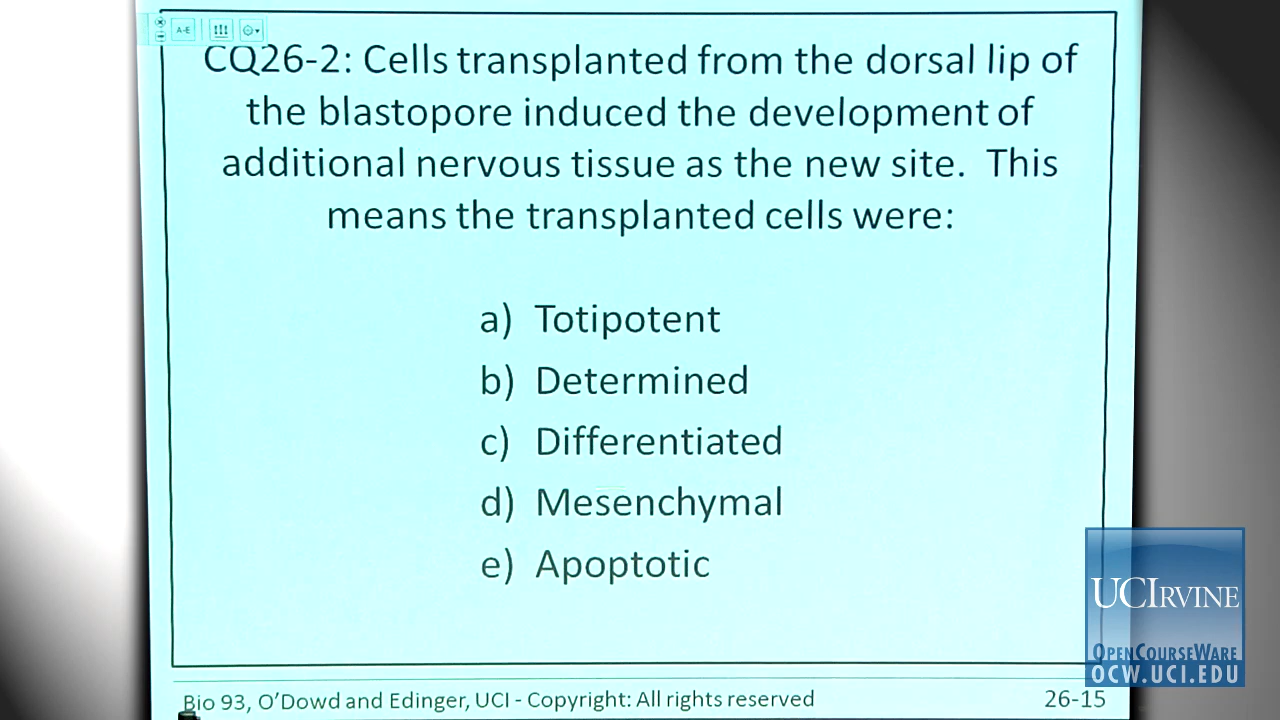 A-E
CQ26-2: Cells transplanted from the dorsal lip of
the blastopore induced the development of
additional nervous tissue as the new site.  This
means the transplanted cells were:
a) Totipotent
b) Determined
c) Differentiated
d) Mesenchymal
e) Apoptotic
Bio 93, O'Dowd and Edinger, UCI - Copyright: All rights reserved
26-15
UCIRVINE
OPENCOURSEWARE
OCW.UCI.EDU